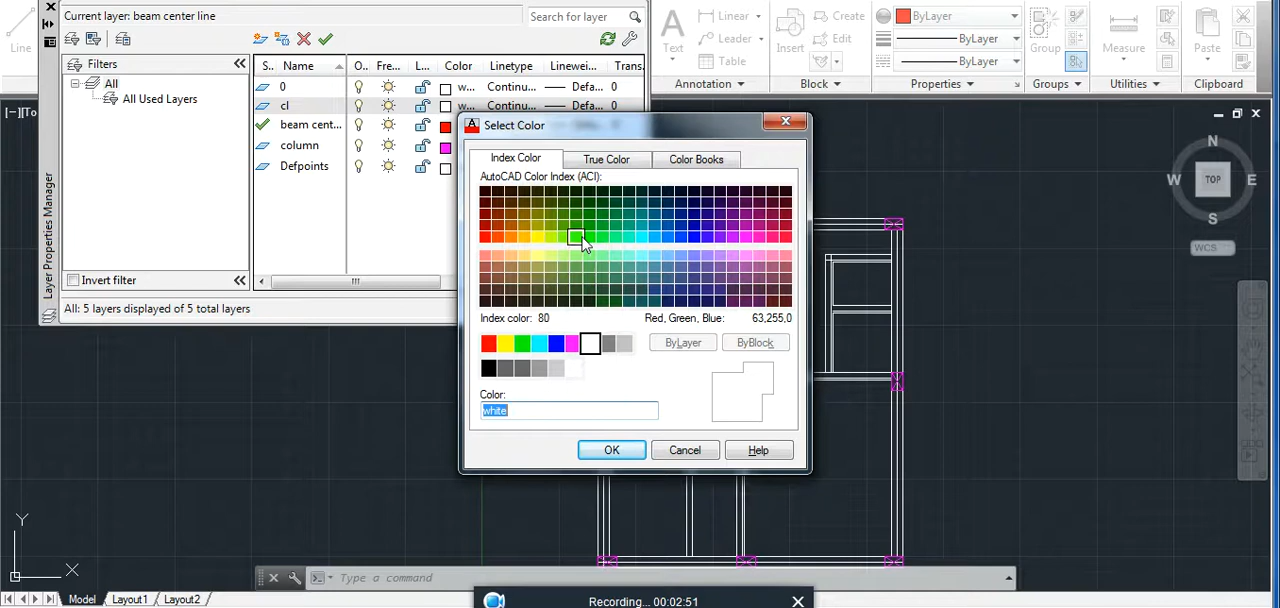 Current layer: beam center line
Search for layer
Filters
All
All Used Layers
Invert filter
All: 5 layers displayed of 5 total layers
Layer Properties Manager
S.. Name O.. Fre... L... Color Linetype Linewei... Trans.
0 w... Continu... Defa... 0
cl w... Continu... Defa... 0
beam cent...
column
Defpoints
Line
Text
Linear
Leader
Table
Annotation
Insert
Create
Edit
Block
ByLayer
ByLayer
ByLayer
Properties
Group
Groups
Measure
Utilities
Paste
Clipboard
[−][To
Select Color
Index Color
True Color
Color Books
AutoCAD Color Index (ACI):
Index color: 80
Red, Green, Blue: 63,255,0
ByLayer
ByBlock
Color:
white
OK
Cancel
Help
N
W
TOP
E
S
WCS
Y
X
Type a command
Model
Layout1
Layout2
Recording... 00:02:51